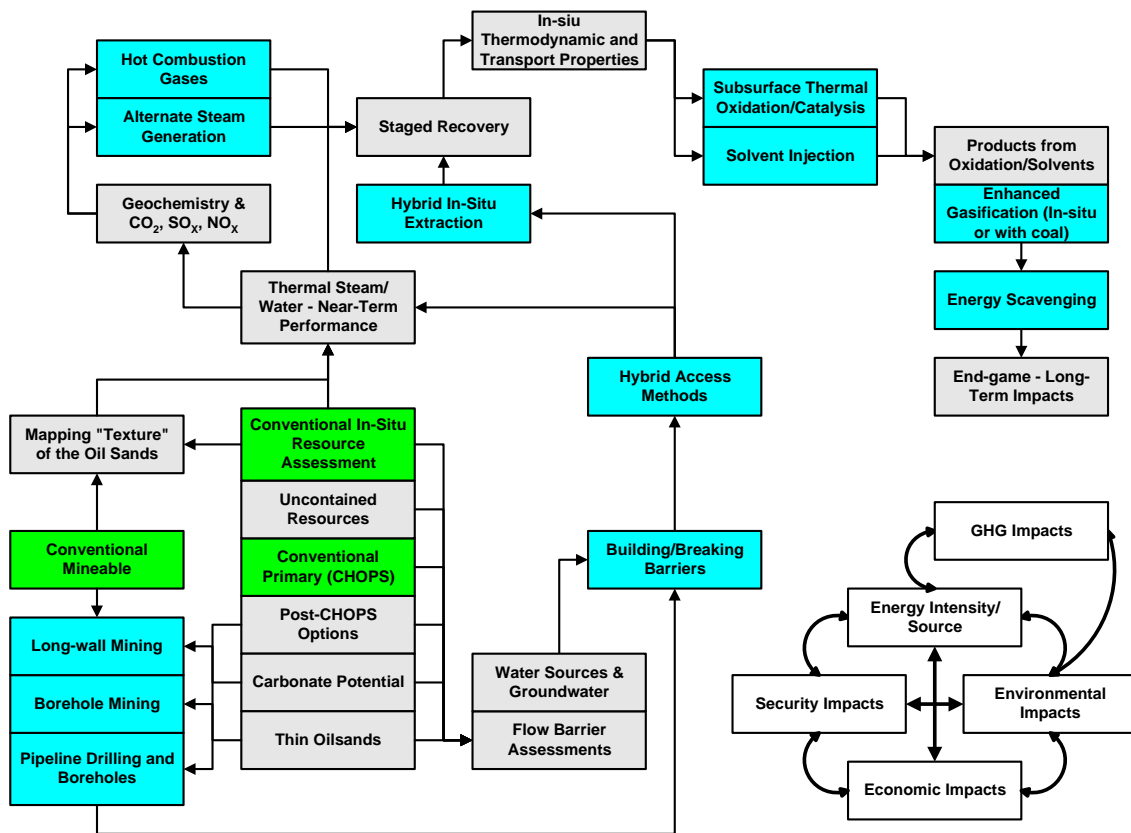 In-siu
Thermodynamic and
Transport Properties
Hot Combustion
Gases
Alternate Steam
Generation
Staged Recovery
Subsurface Thermal
Oxidation/Catalysis
Solvent Injection
Products from
Oxidation/Solvents
Enhanced
Gasification (In-situ
or with coal)
Geochemistry &
CO₂, SOₓ, NOₓ
Hybrid In-Situ
Extraction
Thermal Steam/
Water - Near-Term
Performance
Energy Scavenging
End-game - Long-
Term Impacts
Hybrid Access
Methods
Mapping "Texture"
of the Oil Sands
Conventional In-Situ
Resource
Assessment
Uncontained
Resources
Conventional
Mineable
Conventional
Primary (CHOPS)
Building/Breaking
Barriers
Post-CHOPS
Options
Long-wall Mining
Carbonate Potential
Borehole Mining
Thin Oilsands
Pipeline Drilling and
Boreholes
Water Sources &
Groundwater
Flow Barrier
Assessments
GHG Impacts
Energy Intensity/
Source
Security Impacts
Environmental
Impacts
Economic Impacts